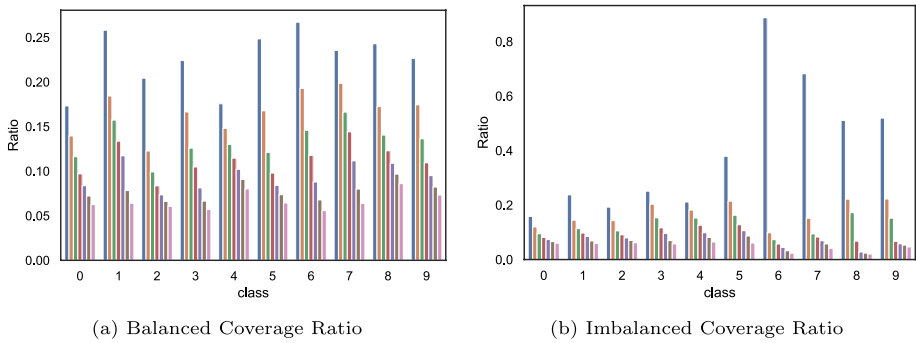 0.25
0.20
0.15
0.10
0.05
0.00
Ratio
0 1 2 3 4 5 6 7 8 9
class
(a) Balanced Coverage Ratio
0.8
0.6
0.4
0.2
0.0
Ratio
0 1 2 3 4 5 6 7 8 9
class
(b) Imbalanced Coverage Ratio